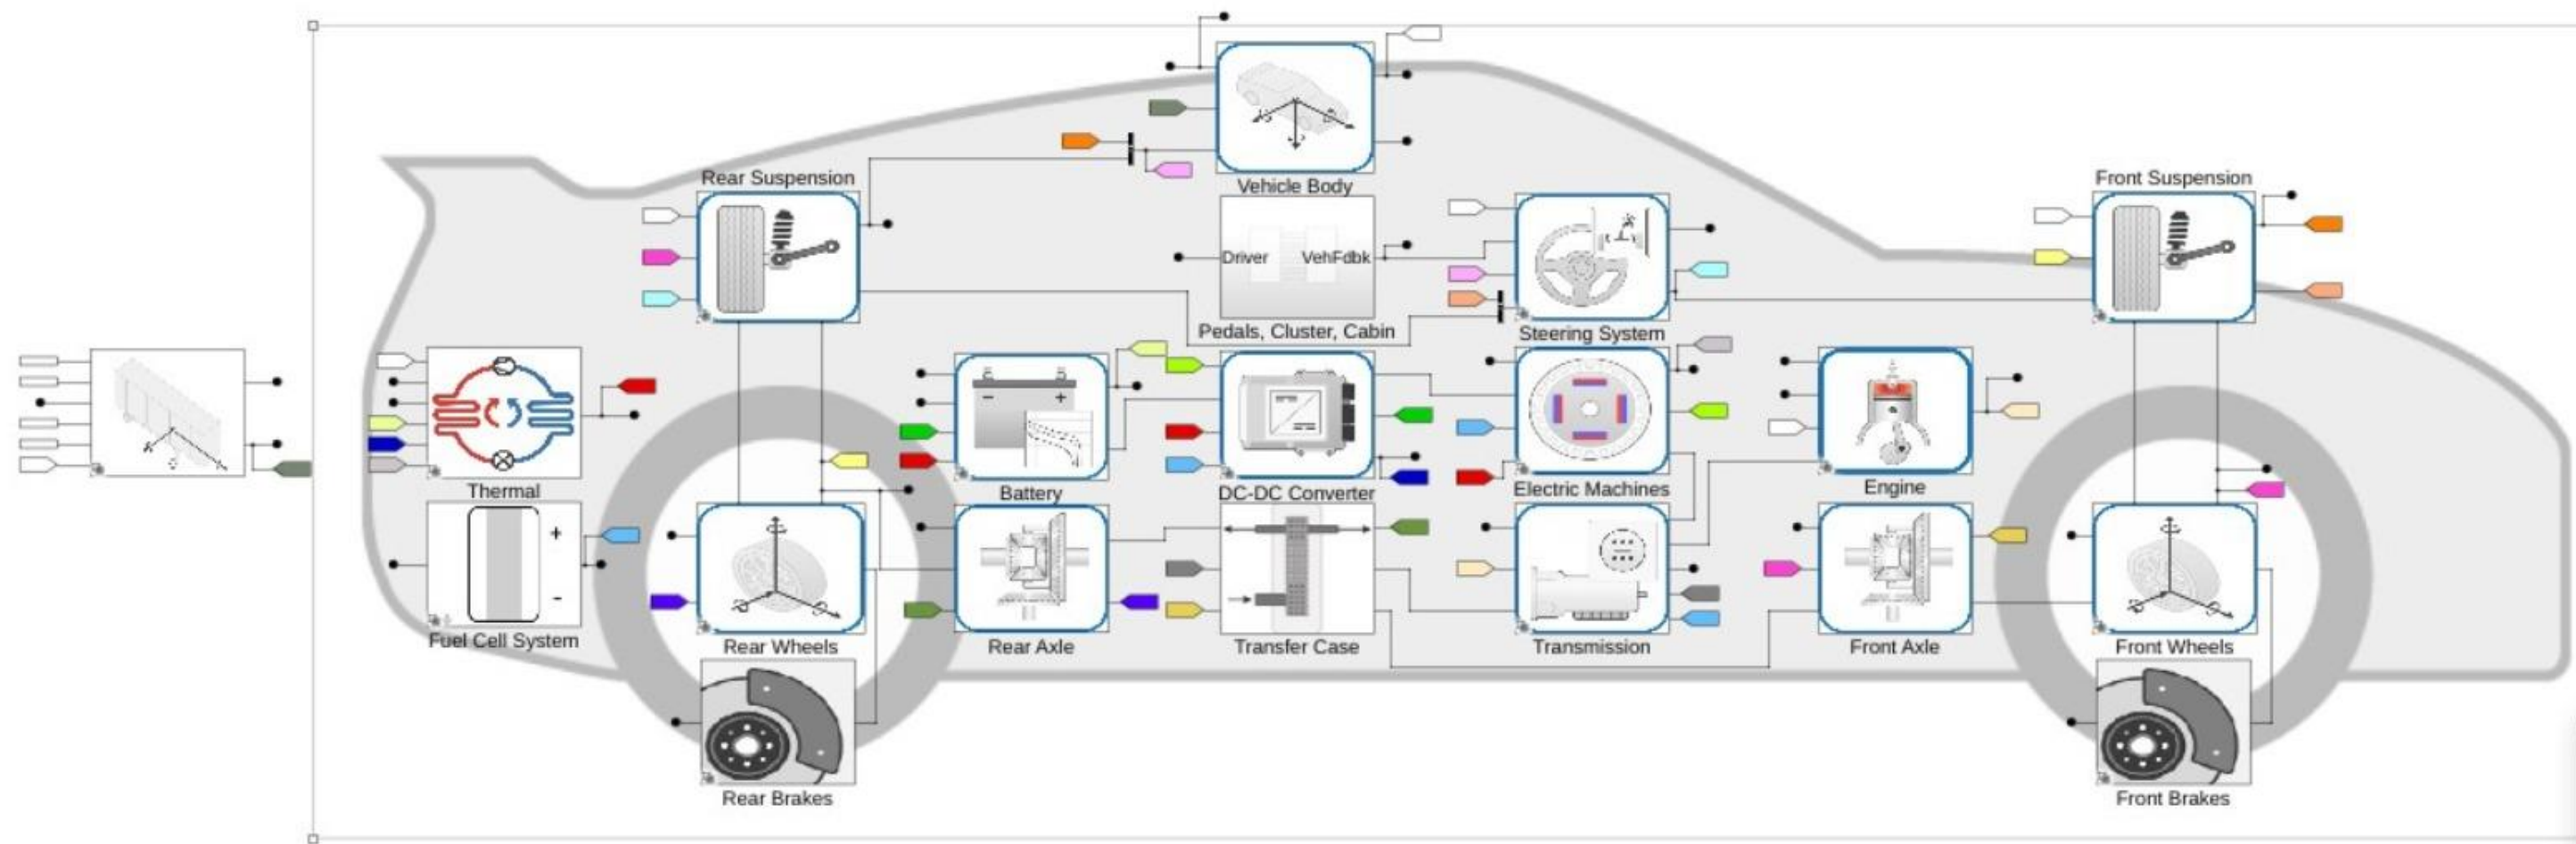 Vehicle Body
Rear Suspension
Front Suspension
Driver
VehFdbk
Pedals, Cluster, Cabin
Steering System
Thermal
Battery
DC-DC Converter
Electric Machines
Engine
+
-
Fuel Cell System
Rear Wheels
Rear Axle
Transfer Case
Transmission
Front Axle
Front Wheels
Rear Brakes
Front Brakes